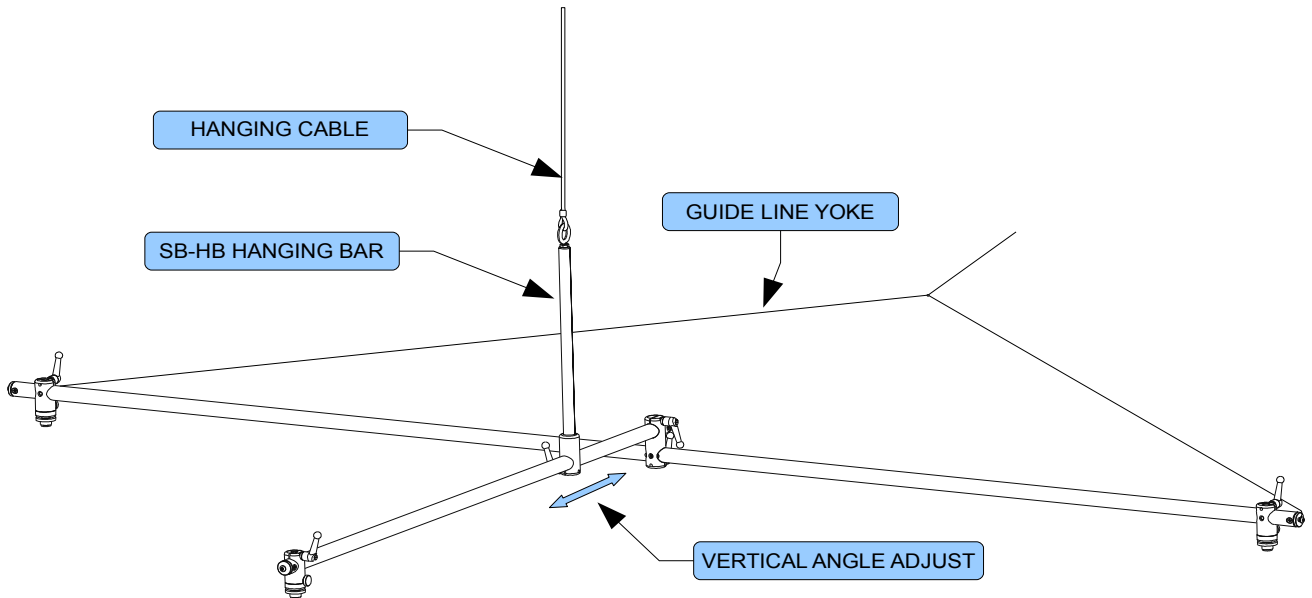 HANGING CABLE
GUIDE LINE YOKE
SB-HB HANGING BAR
VERTICAL ANGLE ADJUST